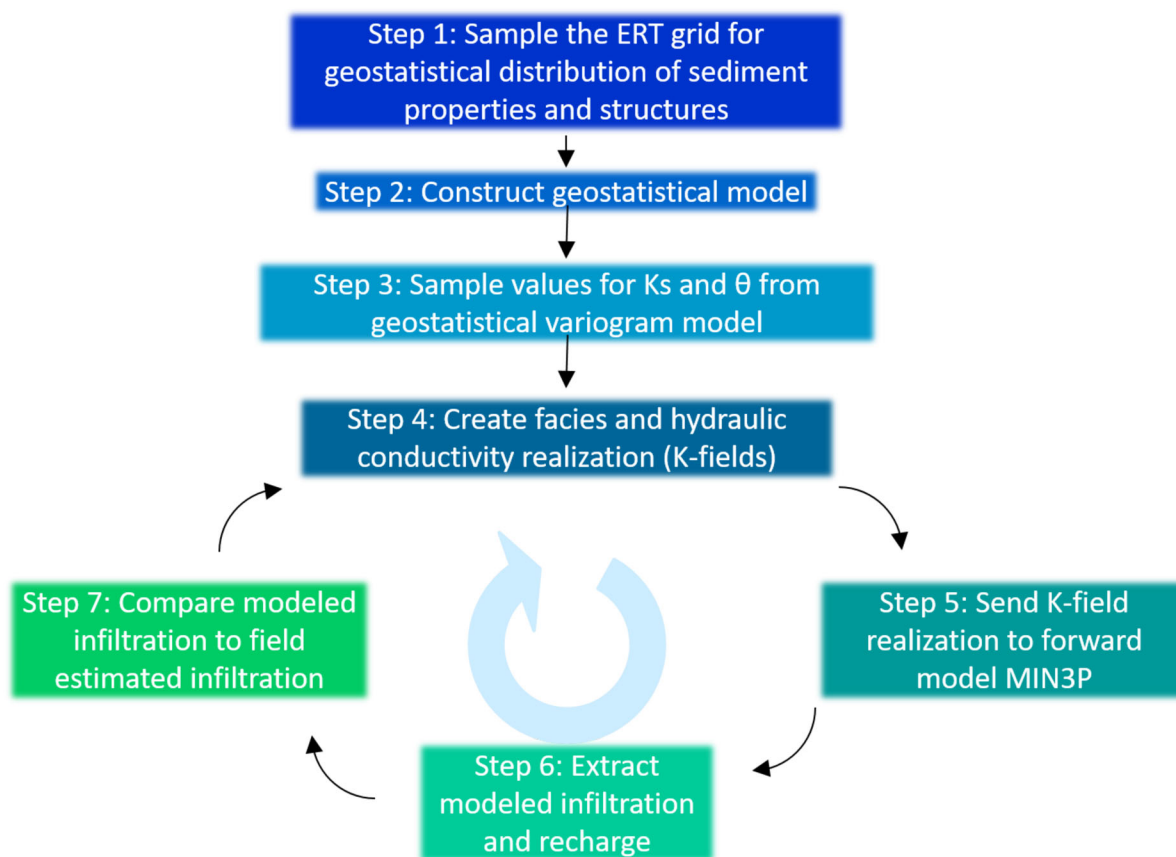 Step 1: Sample the ERT grid for
geostatistical distribution of sediment
properties and structures
Step 2: Construct geostatistical model
Step 3: Sample values for Ks and θ from
geostatistical variogram model
Step 4: Create facies and hydraulic
conductivity realization (K-fields)
Step 5: Send K-field
realization to forward
model MIN3P
Step 6: Extract
modeled infiltration
and recharge
Step 7: Compare modeled
infiltration to field
estimated infiltration